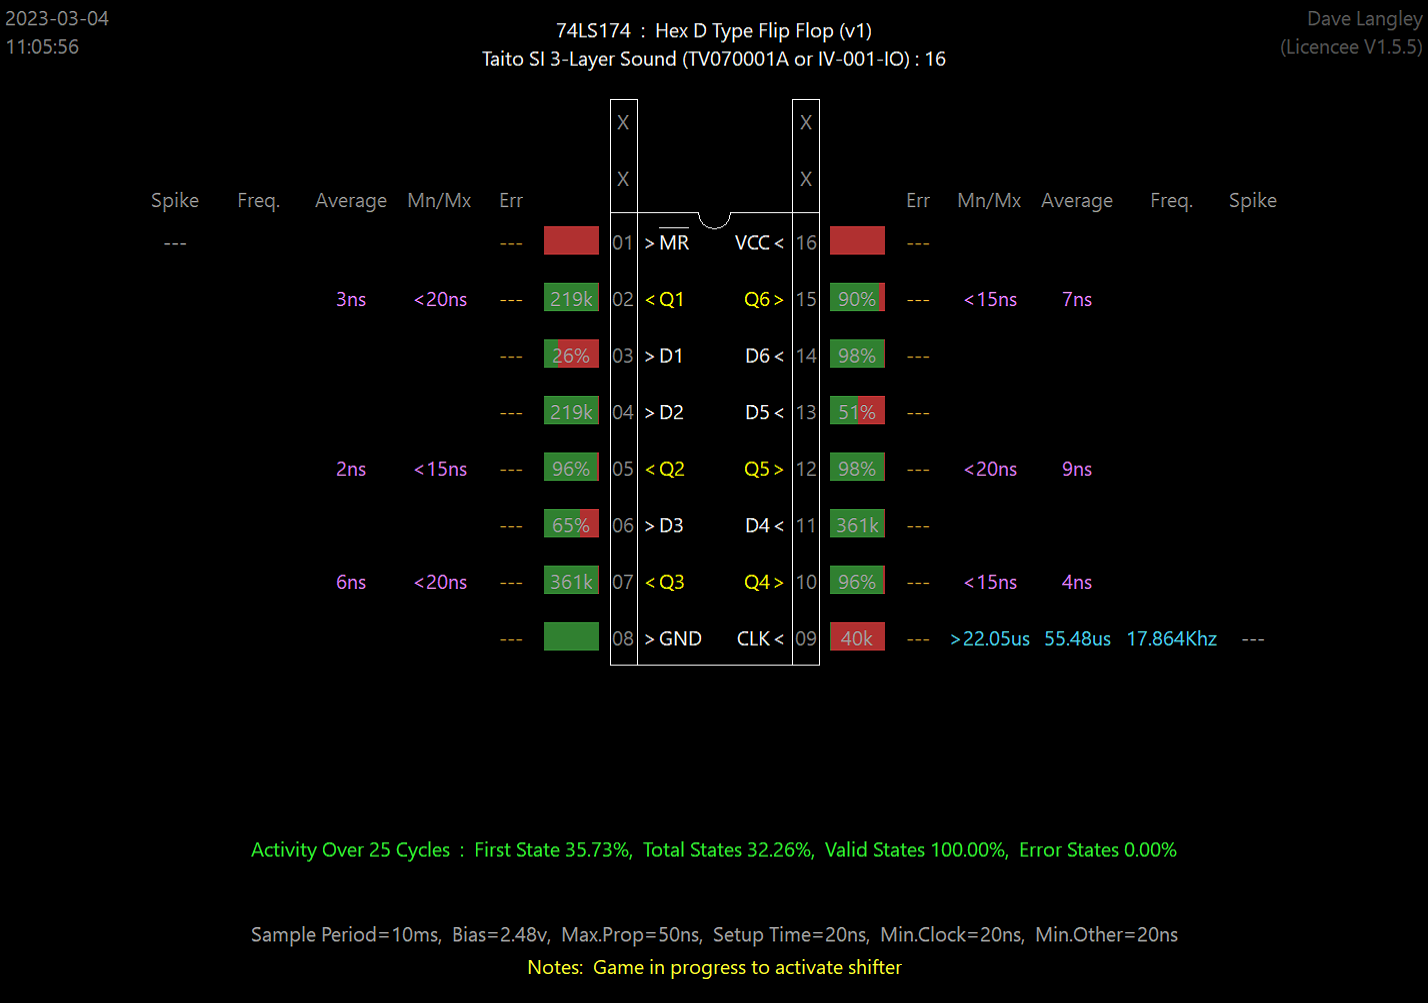 2023-03-04
11:05:56
74LS174 : Hex D Type Flip Flop (v1)
Taito SI 3-Layer Sound (TV070001A or IV-001-IO) : 16
Dave Langley
(Licencee V1.5.5)
X X
X X
Spike Freq. Average Mn/Mx Err Err Mn/Mx Average Freq. Spike
--- --- 01 > MR VCC < 16 ---
3ns <20ns --- 219k 02 < Q1 Q6 > 15 90% --- <15ns 7ns
--- 26% 03 > D1 D6 < 14 98% ---
--- 219k 04 > D2 D5 < 13 51% ---
2ns <15ns --- 96% 05 < Q2 Q5 > 12 98% --- <20ns 9ns
--- 65% 06 > D3 D4 < 11 361k ---
6ns <20ns --- 361k 07 < Q3 Q4 > 10 96% --- <15ns 4ns
--- 08 > GND CLK < 09 40k --- >22.05us 55.48us 17.864Khz ---
Activity Over 25 Cycles : First State 35.73%, Total States 32.26%, Valid States 100.00%, Error States 0.00%
Sample Period=10ms, Bias=2.48v, Max.Prop=50ns, Setup Time=20ns, Min.Clock=20ns, Min.Other=20ns
Notes: Game in progress to activate shifter